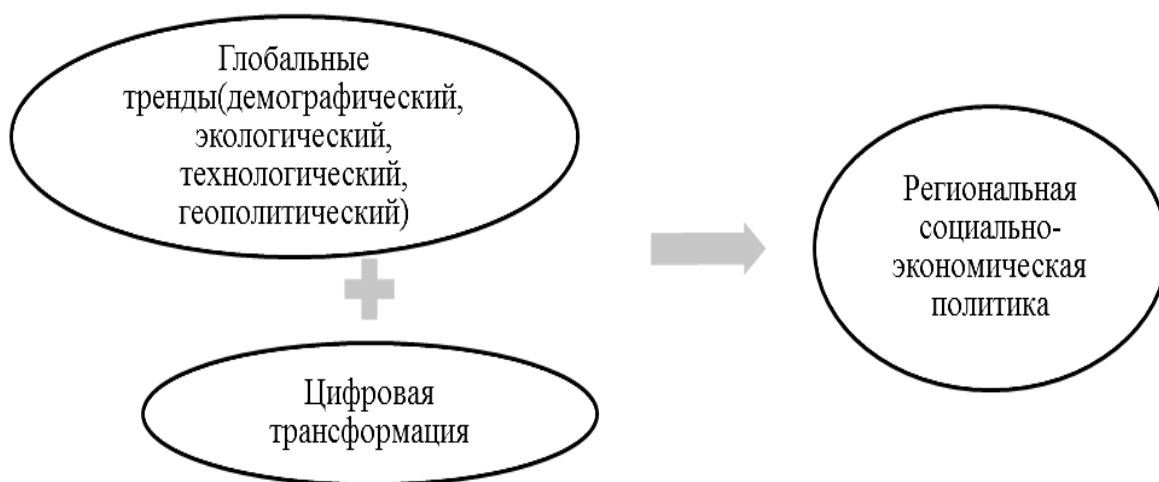 Глобальные
тренды(демографический,
экологический,
технологический,
геополитический)
Цифровая
трансформация
Региональная
социально-
экономическая
политика